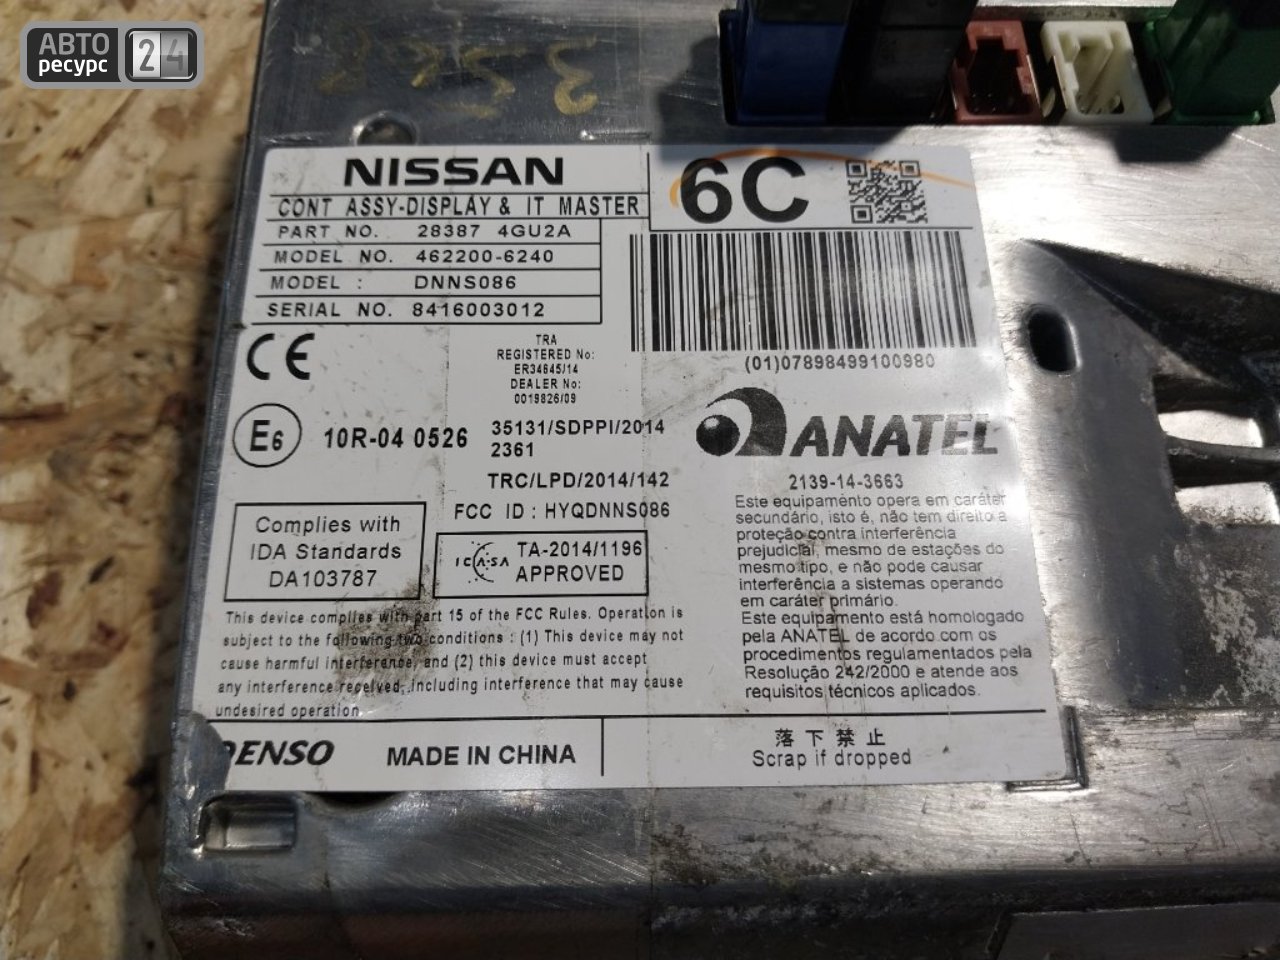 АВТО
ресурс
24
NISSAN
CONT ASSY-DISPLAY & IT MASTER
PART NO. 28387 4GU2A
MODEL NO. 462200-6240
MODEL : DNNS086
SERIAL NO. 8416003012
6C
(01)07898499100980
CE
TRA
REGISTERED No:
ER34645/14
DEALER No:
0019826/09
E6
10R-04 0526
35131/SDPPI/2014
2361
TRC/LPD/2014/142
FCC ID : HYQDNNS086
Complies with
IDA Standards
DA103787
ICASA
TA-2014/1196
APPROVED
ANATEL
2139-14-3663
Este equipamento opera em caráter
secundário, isto é, não tem direito a
proteção contra interferência
prejudicial, mesmo de estações do
mesmo tipo, e não pode causar
interferência a sistemas operando
em caráter primário.
Este equipamento está homologado
pela ANATEL de acordo com os
procedimentos regulamentados pela
Resolução 242/2000 e atende aos
requisitos técnicos aplicados.
This device complies with part 15 of the FCC Rules. Operation is
subject to the following two conditions : (1) This device may not
cause harmful interference, and (2) this device must accept
any interference received, including interference that may cause
undesired operation.
DENSO
MADE IN CHINA
落下禁止
Scrap if dropped